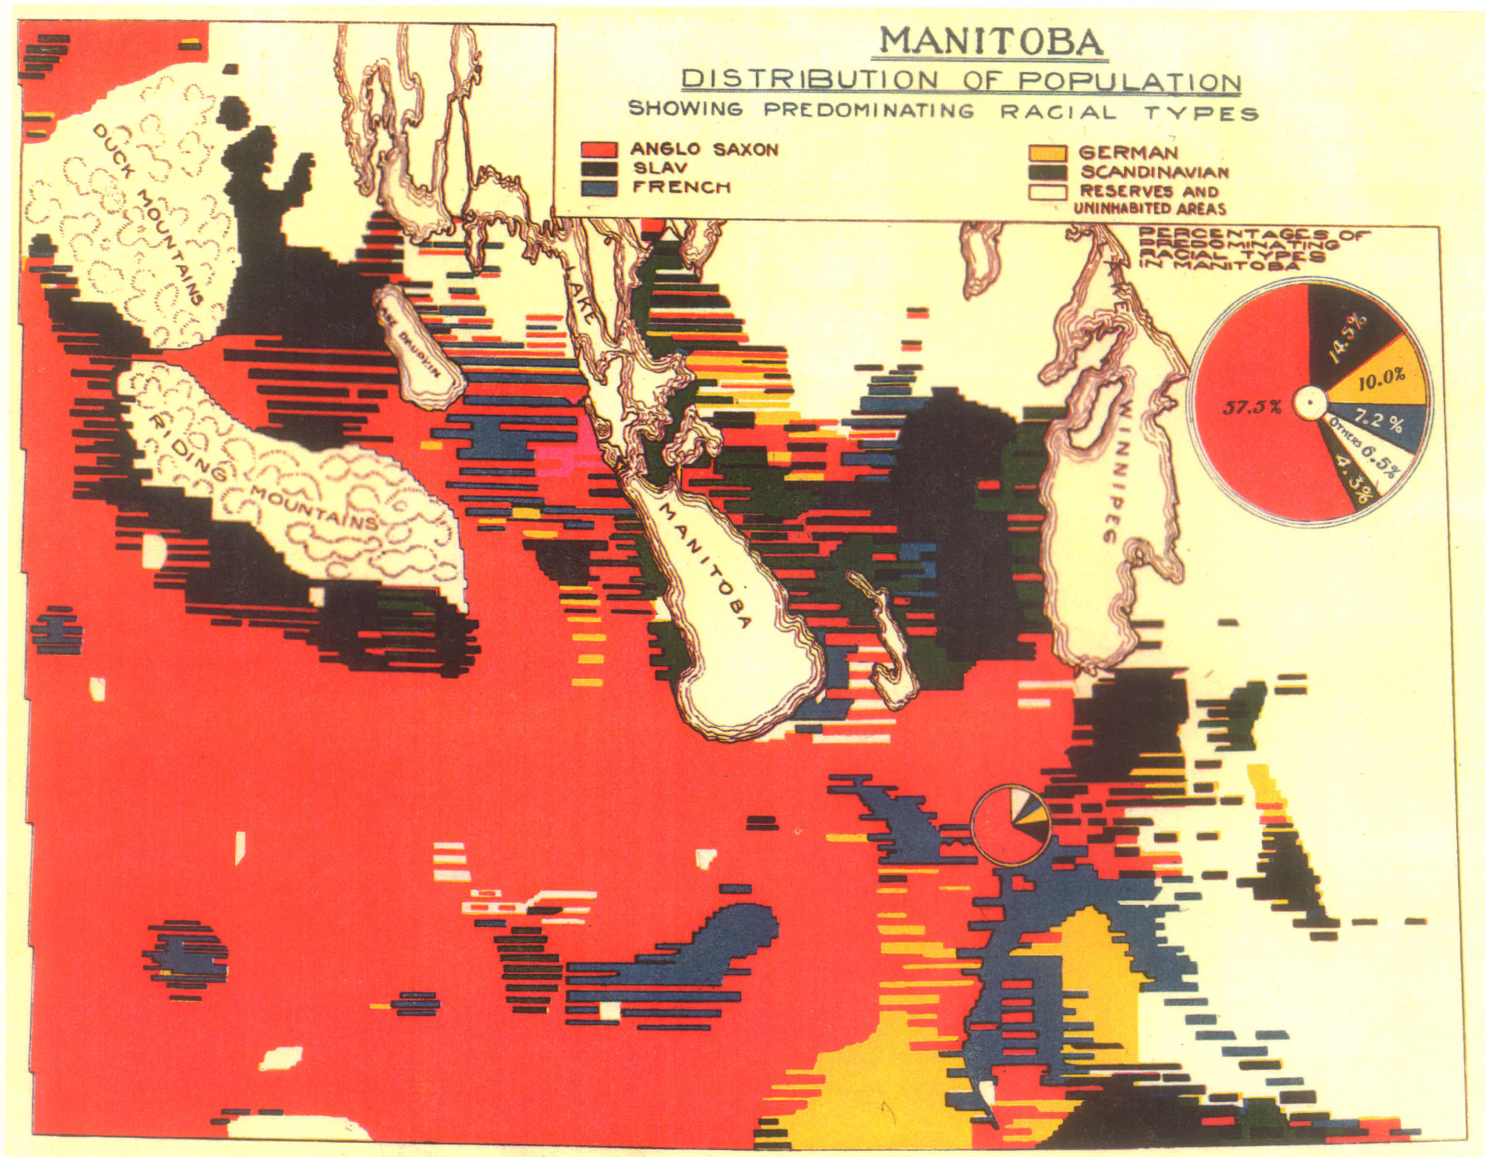 MANITOBA
DISTRIBUTION OF POPULATION
SHOWING PREDOMINATING RACIAL TYPES
ANGLO SAXON
SLAV
FRENCH
GERMAN
SCANDINAVIAN
RESERVES AND
UNINHABITED AREAS
PERCENTAGES OF
PREDOMINATING
RACIAL TYPES
IN MANITOBA
14.5%
10.0%
7.2%
OTHERS 6.5%
4.3%
57.5%
DUCK MOUNTAINS
RIDING MOUNTAINS
LAKE DAUPHIN
LAKE
MANITOBA
LAKE
WINNIPEG